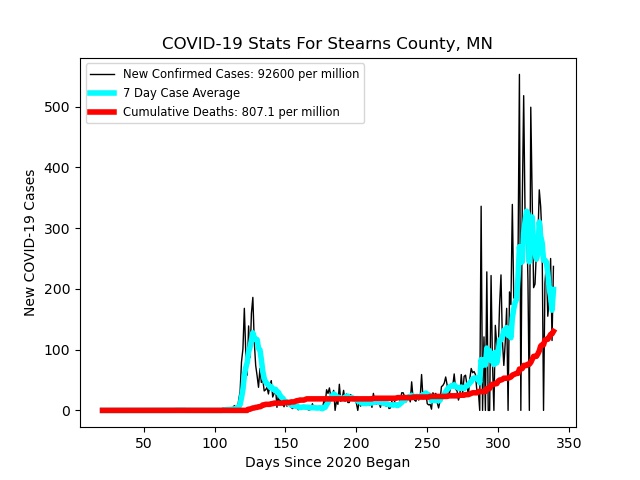 COVID-19 Stats For Stearns County, MN
New Confirmed Cases: 92600 per million
7 Day Case Average
Cumulative Deaths: 807.1 per million
New COVID-19 Cases
500
400
300
200
100
0
50
100
150
200
250
300
350
Days Since 2020 Began